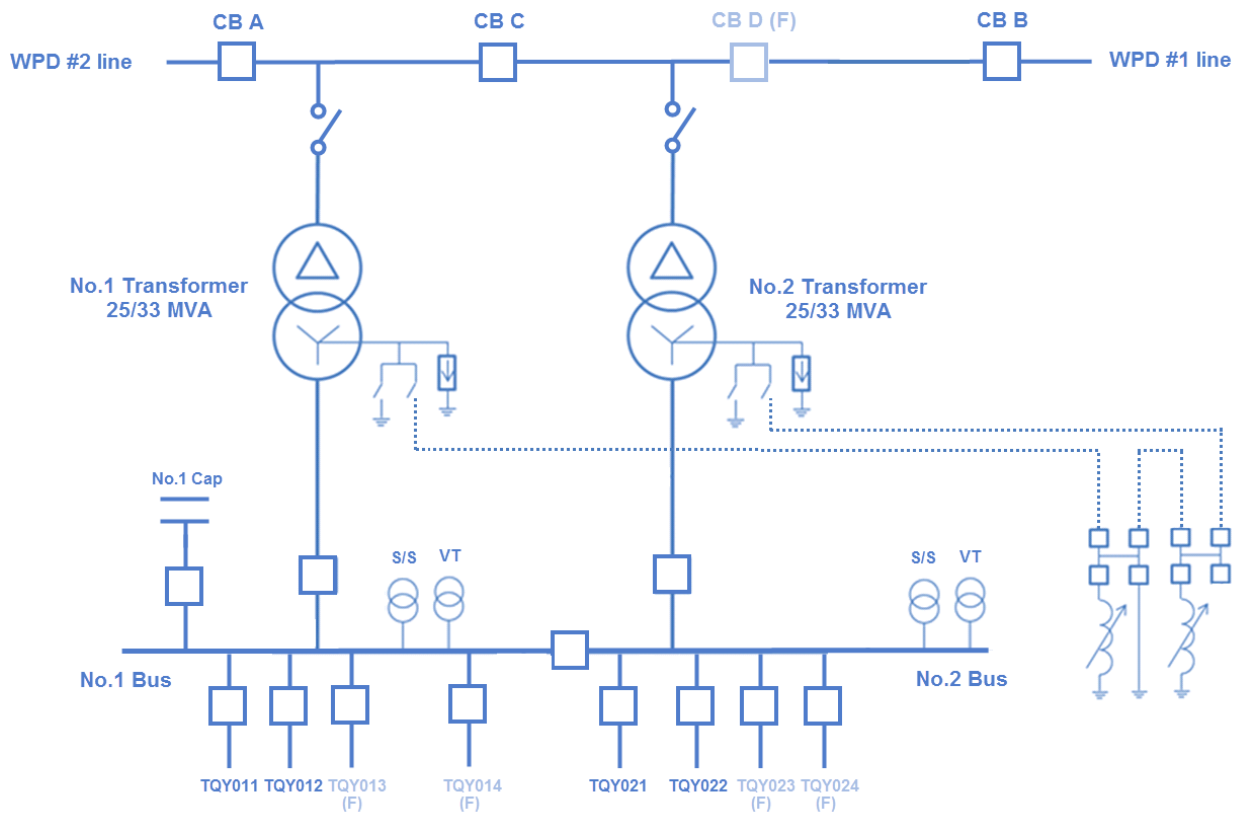 CB A
CB C
CB D (F)
CB B
WPD #2 line
WPD #1 line
No.1 Transformer
25/33 MVA
No.2 Transformer
25/33 MVA
No.1 Cap
S/S
VT
S/S
VT
No.1 Bus
No.2 Bus
TQY011
TQY012
TQY013
(F)
TQY014
(F)
TQY021
TQY022
TQY023
(F)
TQY024
(F)